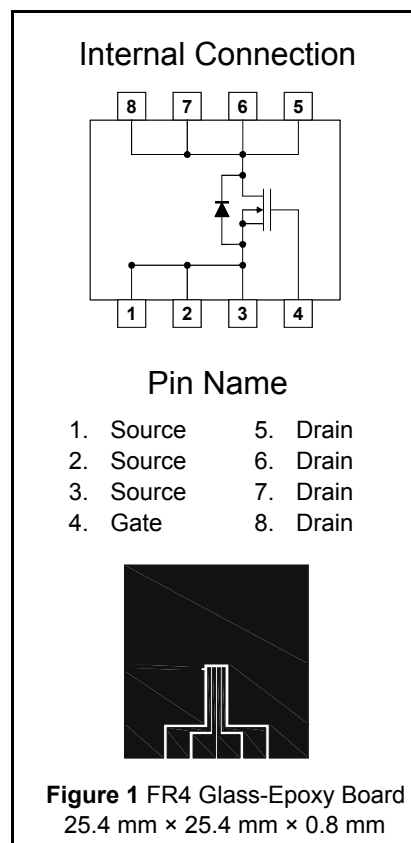 Internal Connection
8 7 6 5
1 2 3 4
Pin Name
1. Source 5. Drain
2. Source 6. Drain
3. Source 7. Drain
4. Gate 8. Drain
Figure 1 FR4 Glass-Epoxy Board
25.4 mm × 25.4 mm × 0.8 mm